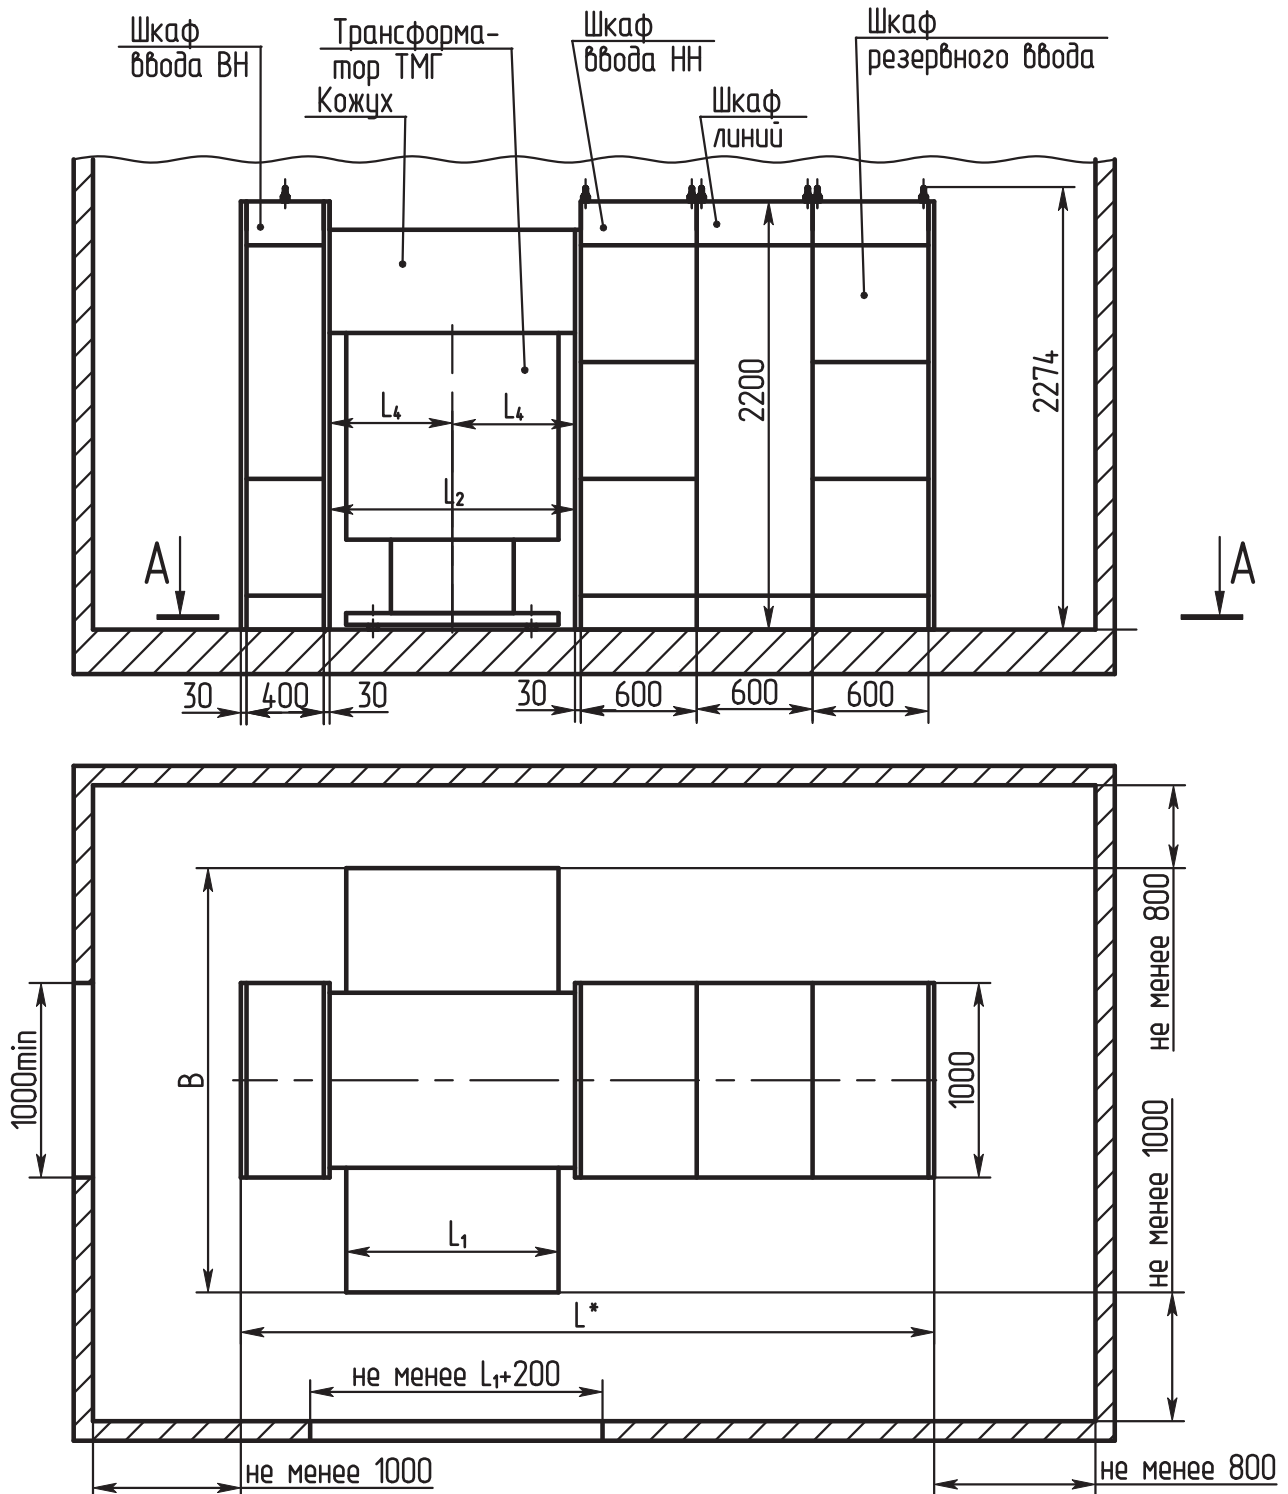 Шкаф
ввода ВН
Трансформа-
тор ТМГ
Кожух
Шкаф
ввода НН
Шкаф
линий
Шкаф
резервного ввода
L4
L4
L2
2200
2274
А
А
30
400
30
30
600
600
600
1000min
В
L1
1000
не менее 800
не менее 1000
L*
не менее L1+200
не менее 1000
не менее 800